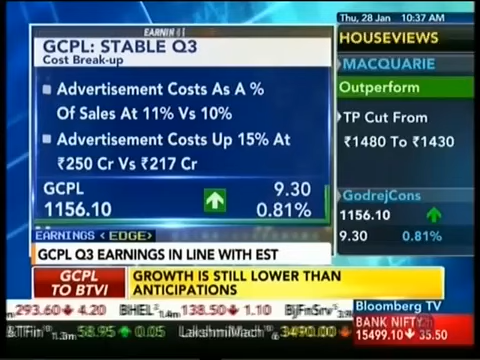 Thu, 28 Jan 10:37 AM
GCPL: STABLE Q3
Cost Break-up
Advertisement Costs As A %
Of Sales At 11% Vs 10%
Advertisement Costs Up 15% At
₹250 Cr Vs ₹217 Cr
GCPL 9.30
1156.10 0.81%
HOUSEVIEWS
MACQUARIE
Outperform
TP Cut From
₹1480 To ₹1430
GodrejCons
1156.10
9.30 0.81%
EARNINGS EDGE
GCPL Q3 EARNINGS IN LINE WITH EST
GCPL
TO BTVI
GROWTH IS STILL LOWER THAN
ANTICIPATIONS
293.60 4.20 BHEL 1.4m 138.50 1.10 BjFinSrv
58.95 0.05 LakshmiMach 3490.00
Bloomberg TV
BANK NIFTY
15499.10 35.50